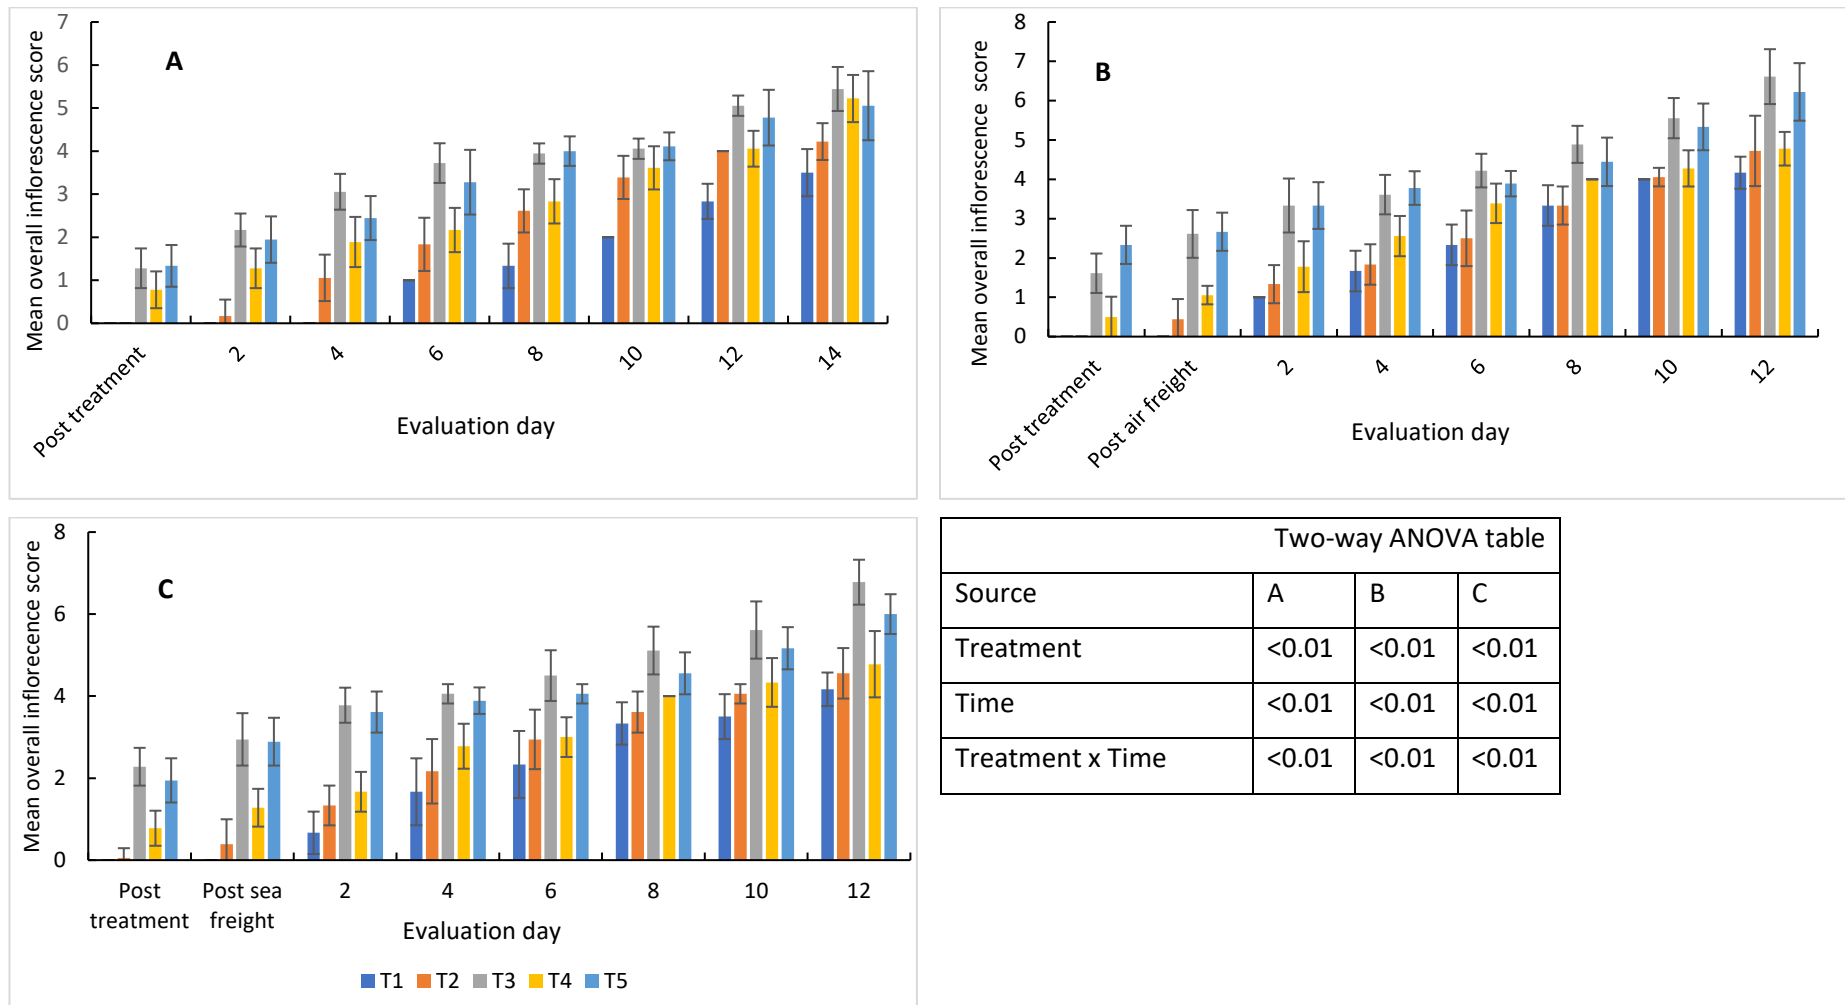 Mean overall inflorescence score
7
6
5
4
3
2
1
0
A
Post treatment
2
4
6
8
10
12
14
Evaluation day
Mean overall inflorescence score
8
7
6
5
4
3
2
1
0
B
Post treatment
Post air freight
2
4
6
8
10
12
Evaluation day
Mean overall inflorecence score
8
6
4
2
0
C
Post treatment
Post sea freight
2
4
6
8
10
12
Evaluation day
T1 T2 T3 T4 T5
Two-way ANOVA table
Source A B C
Treatment <0.01 <0.01 <0.01
Time <0.01 <0.01 <0.01
Treatment x Time <0.01 <0.01 <0.01